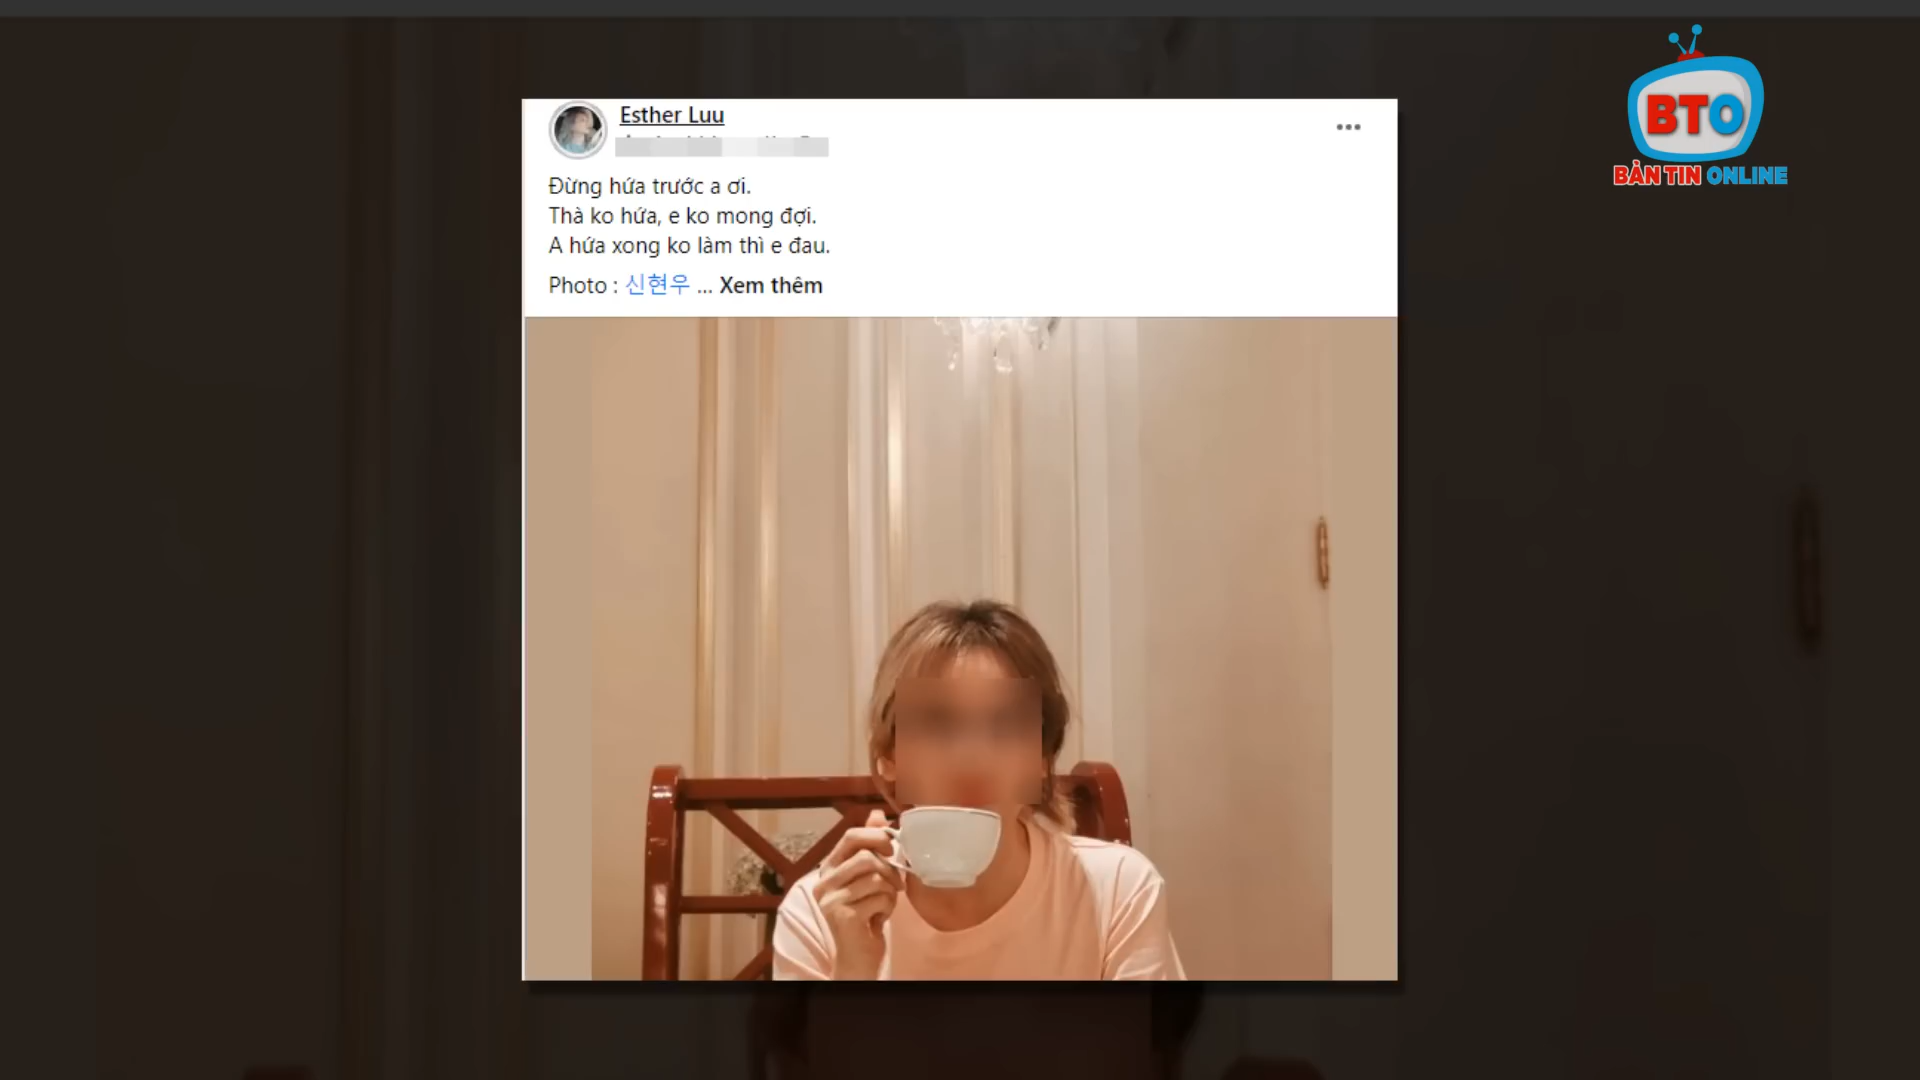 BTO
BẢN TIN ONLINE
Esther Luu
Đừng hứa trước a ơi.
Thà ko hứa, e ko mong đợi.
A hứa xong ko làm thì e đau.
Photo : 신현우 ... Xem thêm